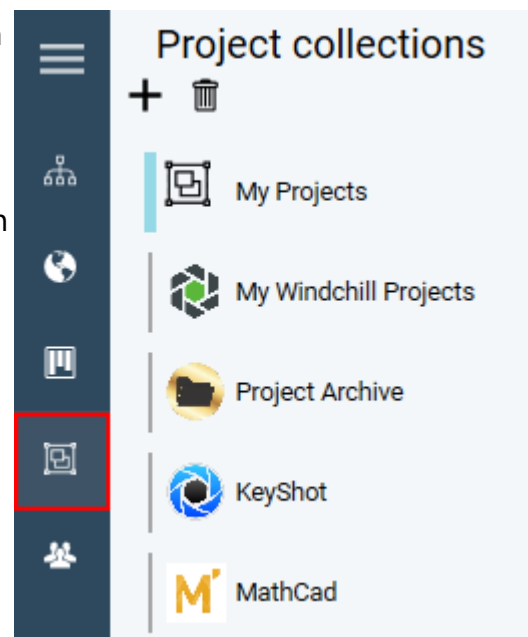 Project collections
My Projects
My Windchill Projects
Project Archive
KeyShot
M' MathCad